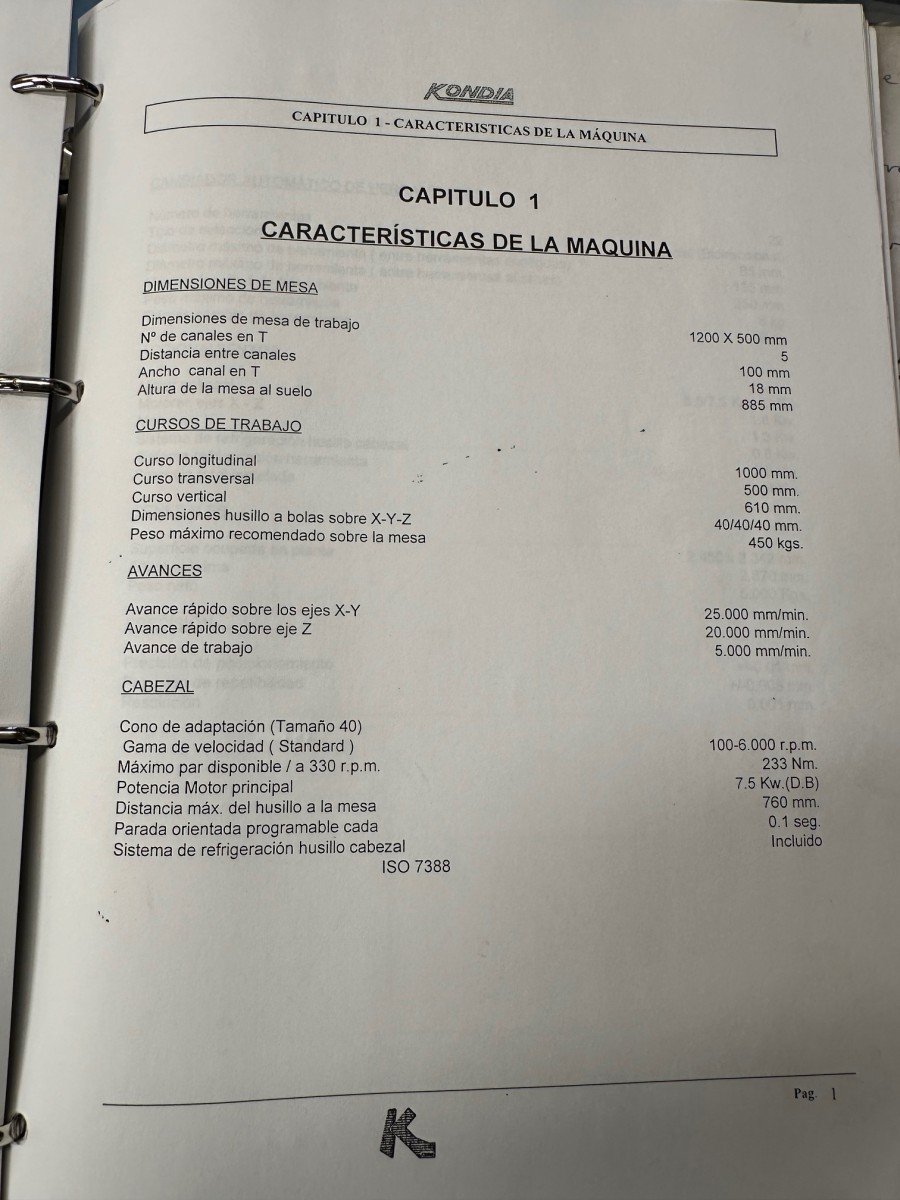 KONDIA
CAPITULO 1 - CARACTERISTICAS DE LA MÁQUINA
CAPITULO 1
CARACTERÍSTICAS DE LA MAQUINA
DIMENSIONES DE MESA
Dimensiones de mesa de trabajo 1200 X 500 mm
Nº de canales en T 5
Distancia entre canales 100 mm
Ancho canal en T 18 mm
Altura de la mesa al suelo 885 mm
CURSOS DE TRABAJO
Curso longitudinal 1000 mm.
Curso transversal 500 mm.
Curso vertical 610 mm.
Dimensiones husillo a bolas sobre X-Y-Z 40/40/40 mm.
Peso máximo recomendado sobre la mesa 450 kgs.
AVANCES
Avance rápido sobre los ejes X-Y 25.000 mm/min.
Avance rápido sobre eje Z 20.000 mm/min.
Avance de trabajo 5.000 mm/min.
CABEZAL
Cono de adaptación (Tamaño 40)
Gama de velocidad ( Standard ) 100-6.000 r.p.m.
Máximo par disponible / a 330 r.p.m. 233 Nm.
Potencia Motor principal 7.5 Kw.(D.B)
Distancia máx. del husillo a la mesa 760 mm.
Parada orientada programable cada 0.1 seg.
Sistema de refrigeración husillo cabezal Incluido
ISO 7388
Pag. 1
K